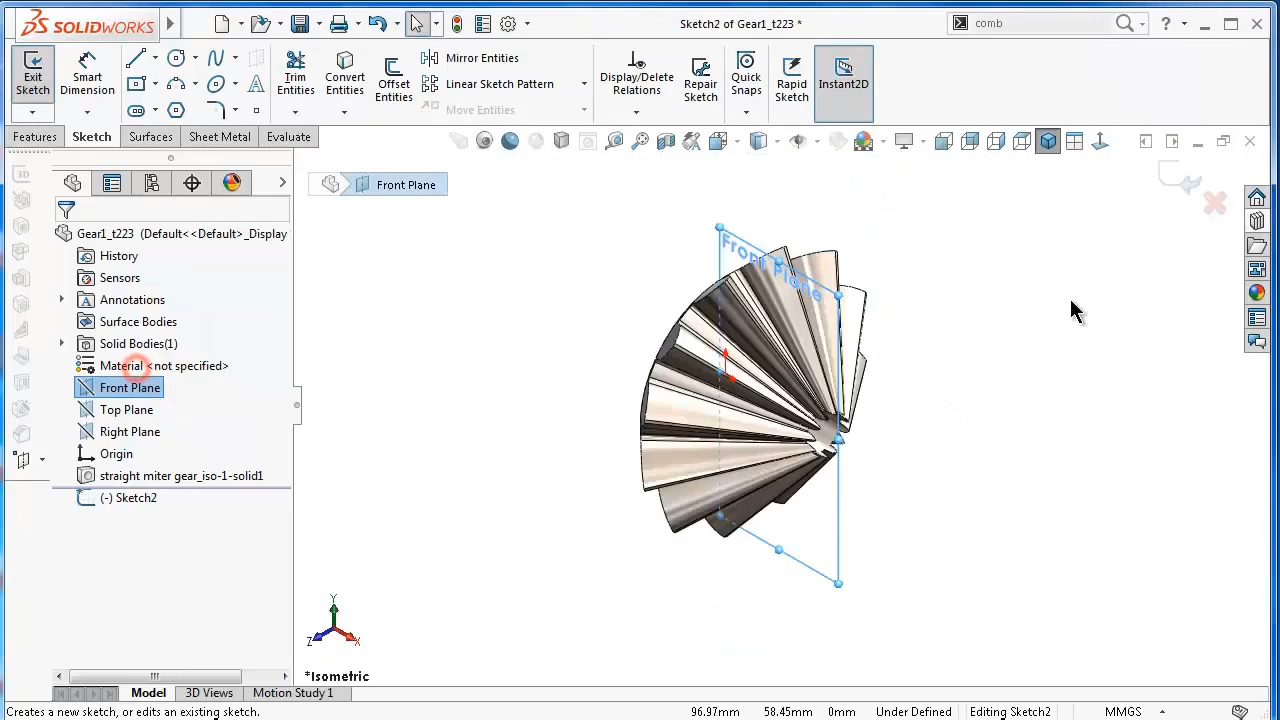 SOLIDWORKS
Sketch2 of Gear1_t223 *
comb
Exit Sketch
Smart Dimension
Trim Entities
Convert Entities
Offset Entities
Mirror Entities
Linear Sketch Pattern
Move Entities
Display/Delete Relations
Repair Sketch
Quick Snaps
Rapid Sketch
Instant2D
Features
Sketch
Surfaces
Sheet Metal
Evaluate
Front Plane
Gear1_t223 (Default<<Default>_Display
History
Sensors
Annotations
Surface Bodies
Solid Bodies(1)
Material <not specified>
Front Plane
Top Plane
Right Plane
Origin
straight miter gear_iso-1-solid1
(-) Sketch2
Front Plane
Y
Z
X
*Isometric
Model
3D Views
Motion Study 1
Creates a new sketch, or edits an existing sketch.
96.97mm
58.45mm
0mm
Under Defined
Editing Sketch2
MMGS